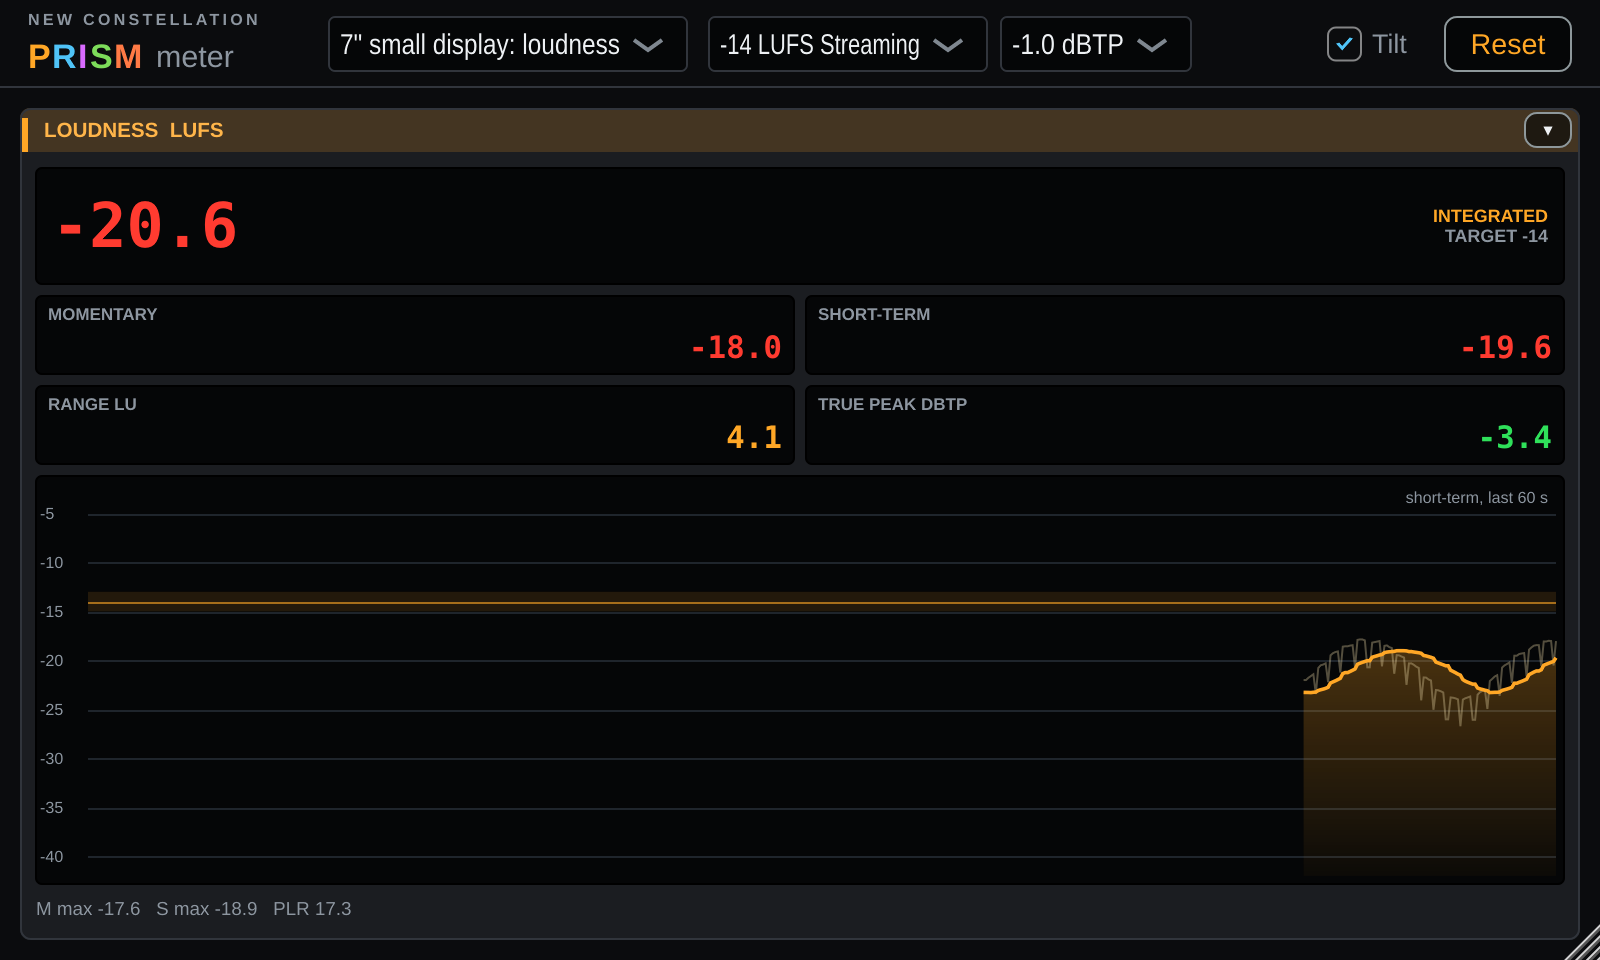 NEW CONSTELLATION
PRISM meter
7" small display: loudness
-14 LUFS Streaming
-1.0 dBTP
Tilt
Reset
LOUDNESS LUFS
-20.6
INTEGRATED
TARGET -14
MOMENTARY
-18.0
SHORT-TERM
-19.6
RANGE LU
4.1
TRUE PEAK DBTP
-3.4
short-term, last 60 s
-5
-10
-15
-20
-25
-30
-35
-40
M max -17.6 S max -18.9 PLR 17.3